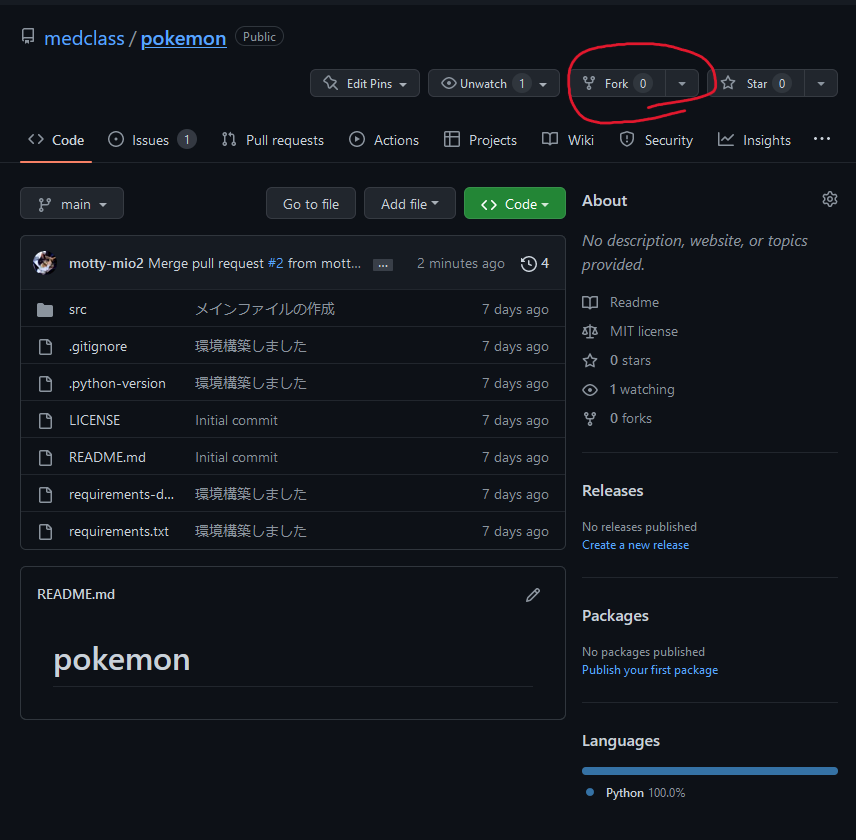 medclass / pokemon Public
Edit Pins Unwatch 1 Fork 0 Star 0
Code Issues 1 Pull requests Actions Projects Wiki Security Insights ...
main Go to file Add file Code
motty-mio2 Merge pull request #2 from mott... ... 2 minutes ago 4
src メインファイルの作成 7 days ago
.gitignore 環境構築しました 7 days ago
.python-version 環境構築しました 7 days ago
LICENSE Initial commit 7 days ago
README.md Initial commit 7 days ago
requirements-d... 環境構築しました 7 days ago
requirements.txt 環境構築しました 7 days ago
README.md
pokemon
About
No description, website, or topics
provided.
Readme
MIT license
0 stars
1 watching
0 forks
Releases
No releases published
Create a new release
Packages
No packages published
Publish your first package
Languages
Python 100.0%